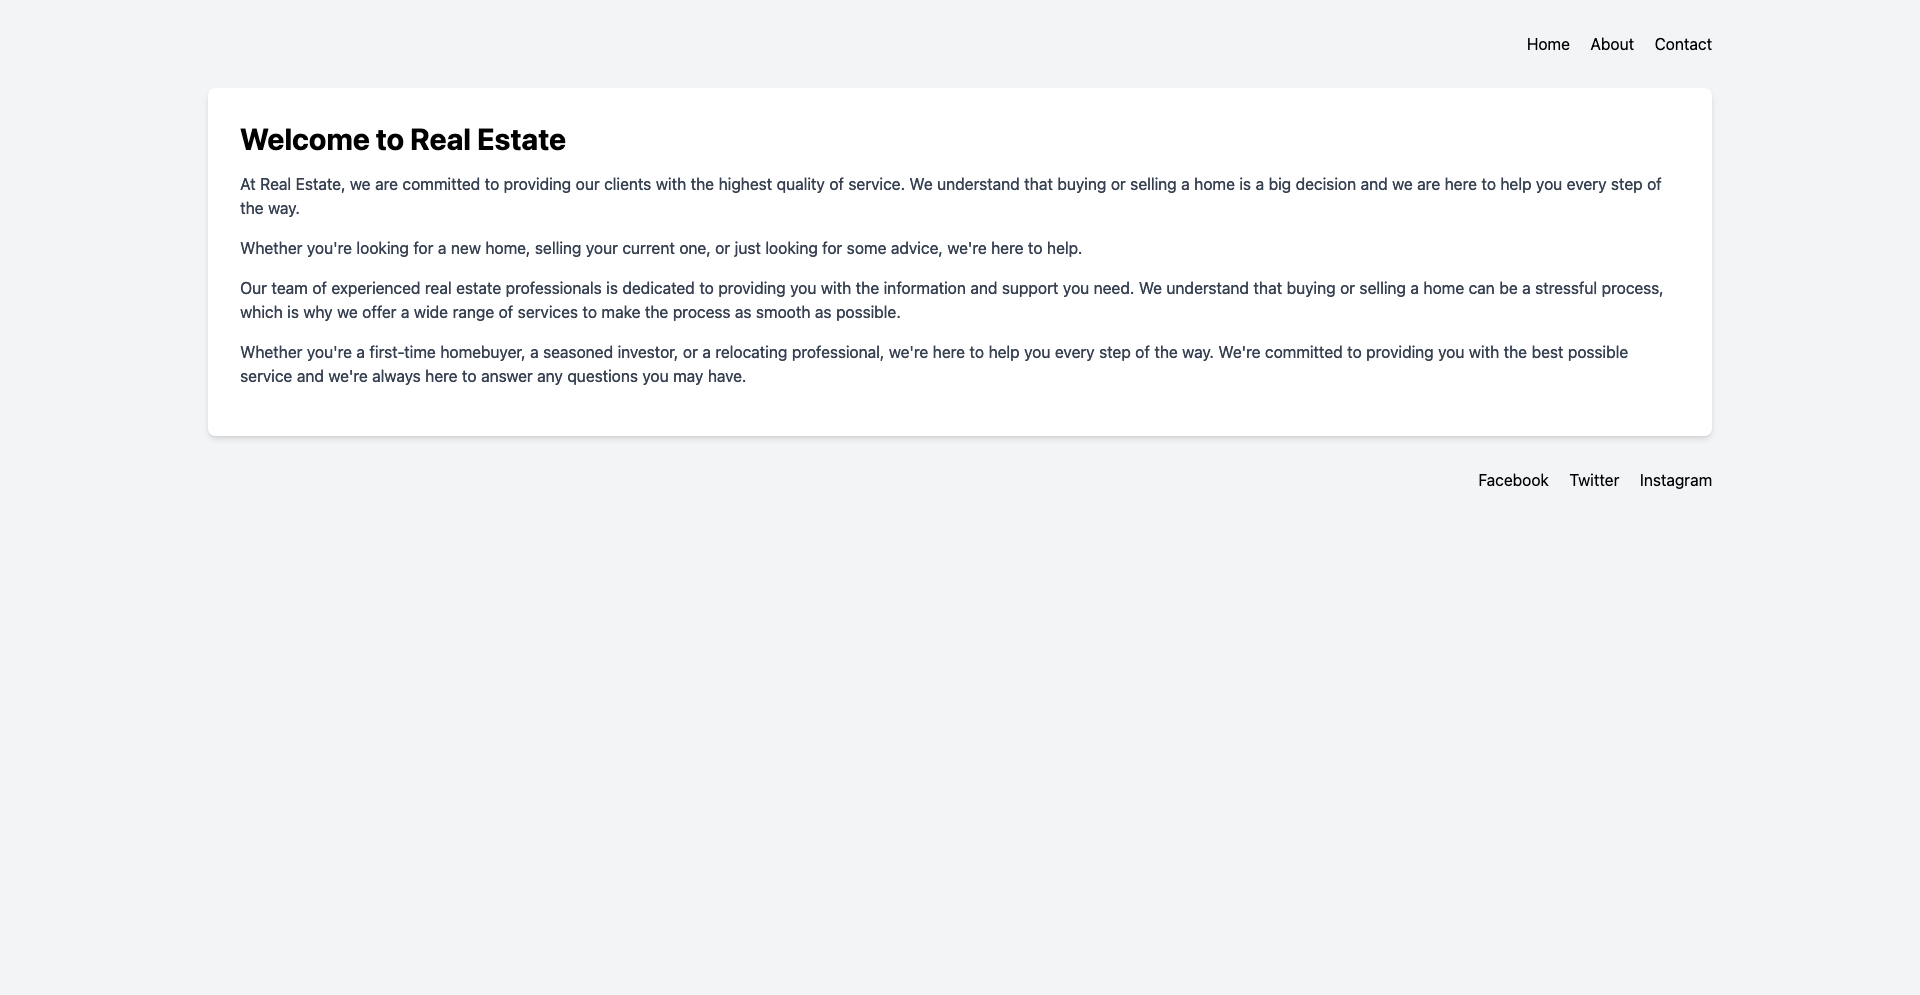 Home About Contact
Welcome to Real Estate
At Real Estate, we are committed to providing our clients with the highest quality of service. We understand that buying or selling a home is a big decision and we are here to help you every step of
the way.
Whether you're looking for a new home, selling your current one, or just looking for some advice, we're here to help.
Our team of experienced real estate professionals is dedicated to providing you with the information and support you need. We understand that buying or selling a home can be a stressful process,
which is why we offer a wide range of services to make the process as smooth as possible.
Whether you're a first-time homebuyer, a seasoned investor, or a relocating professional, we're here to help you every step of the way. We're committed to providing you with the best possible
service and we're always here to answer any questions you may have.
Facebook Twitter Instagram